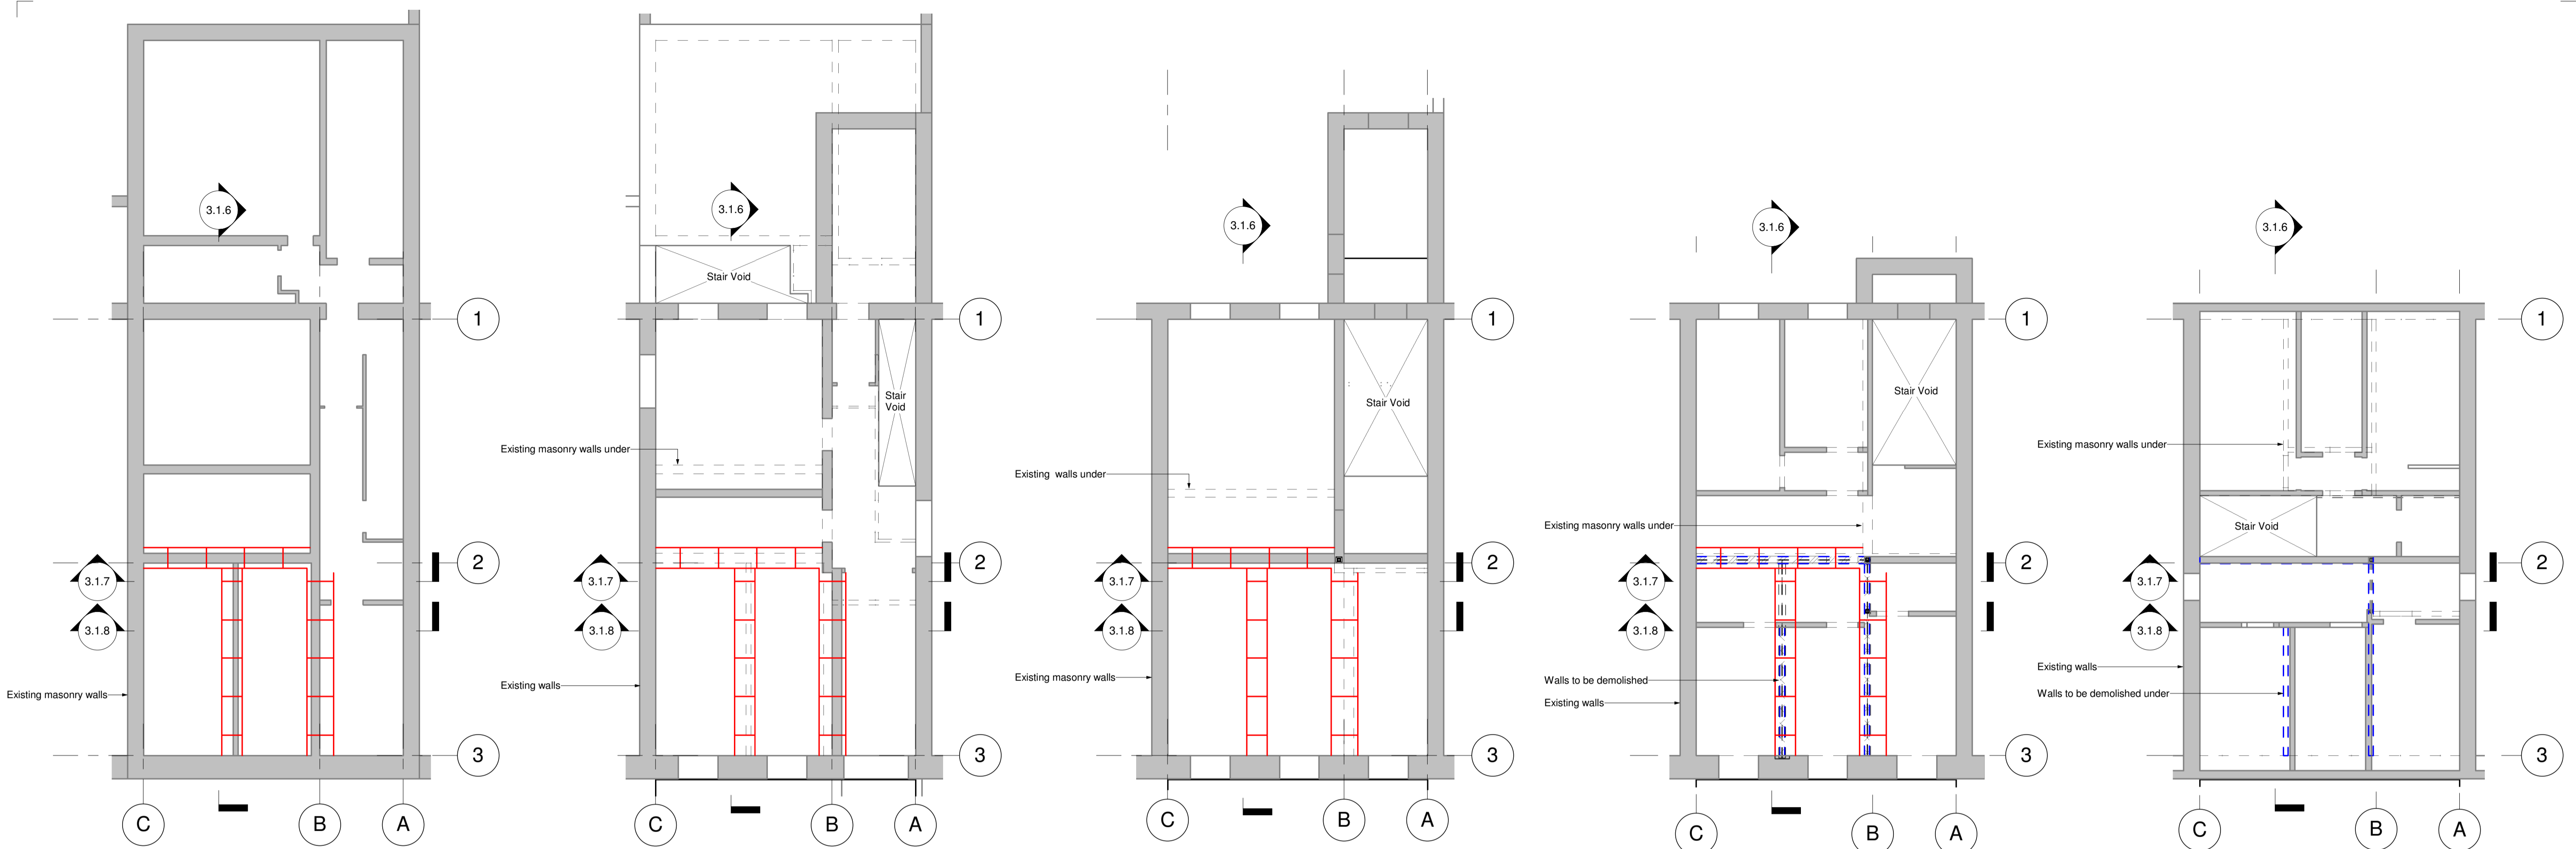 3.1.6
1
2
3.1.7
3.1.8
Existing masonry walls
3
C
B
A
3.1.6
Stair Void
1
Stair
Void
Existing masonry walls under
2
3.1.7
3.1.8
Existing walls
3
C
B
A
3.1.6
1
Stair Void
Existing walls under
2
3.1.7
3.1.8
Existing masonry walls
3
C
B
A
3.1.6
1
Stair Void
Existing masonry walls under
2
3.1.7
3.1.8
Walls to be demolished
Existing walls
3
C
B
A
3.1.6
1
Existing masonry walls under
Stair Void
2
3.1.7
3.1.8
Existing walls
Walls to be demolished under
3
C
B
A